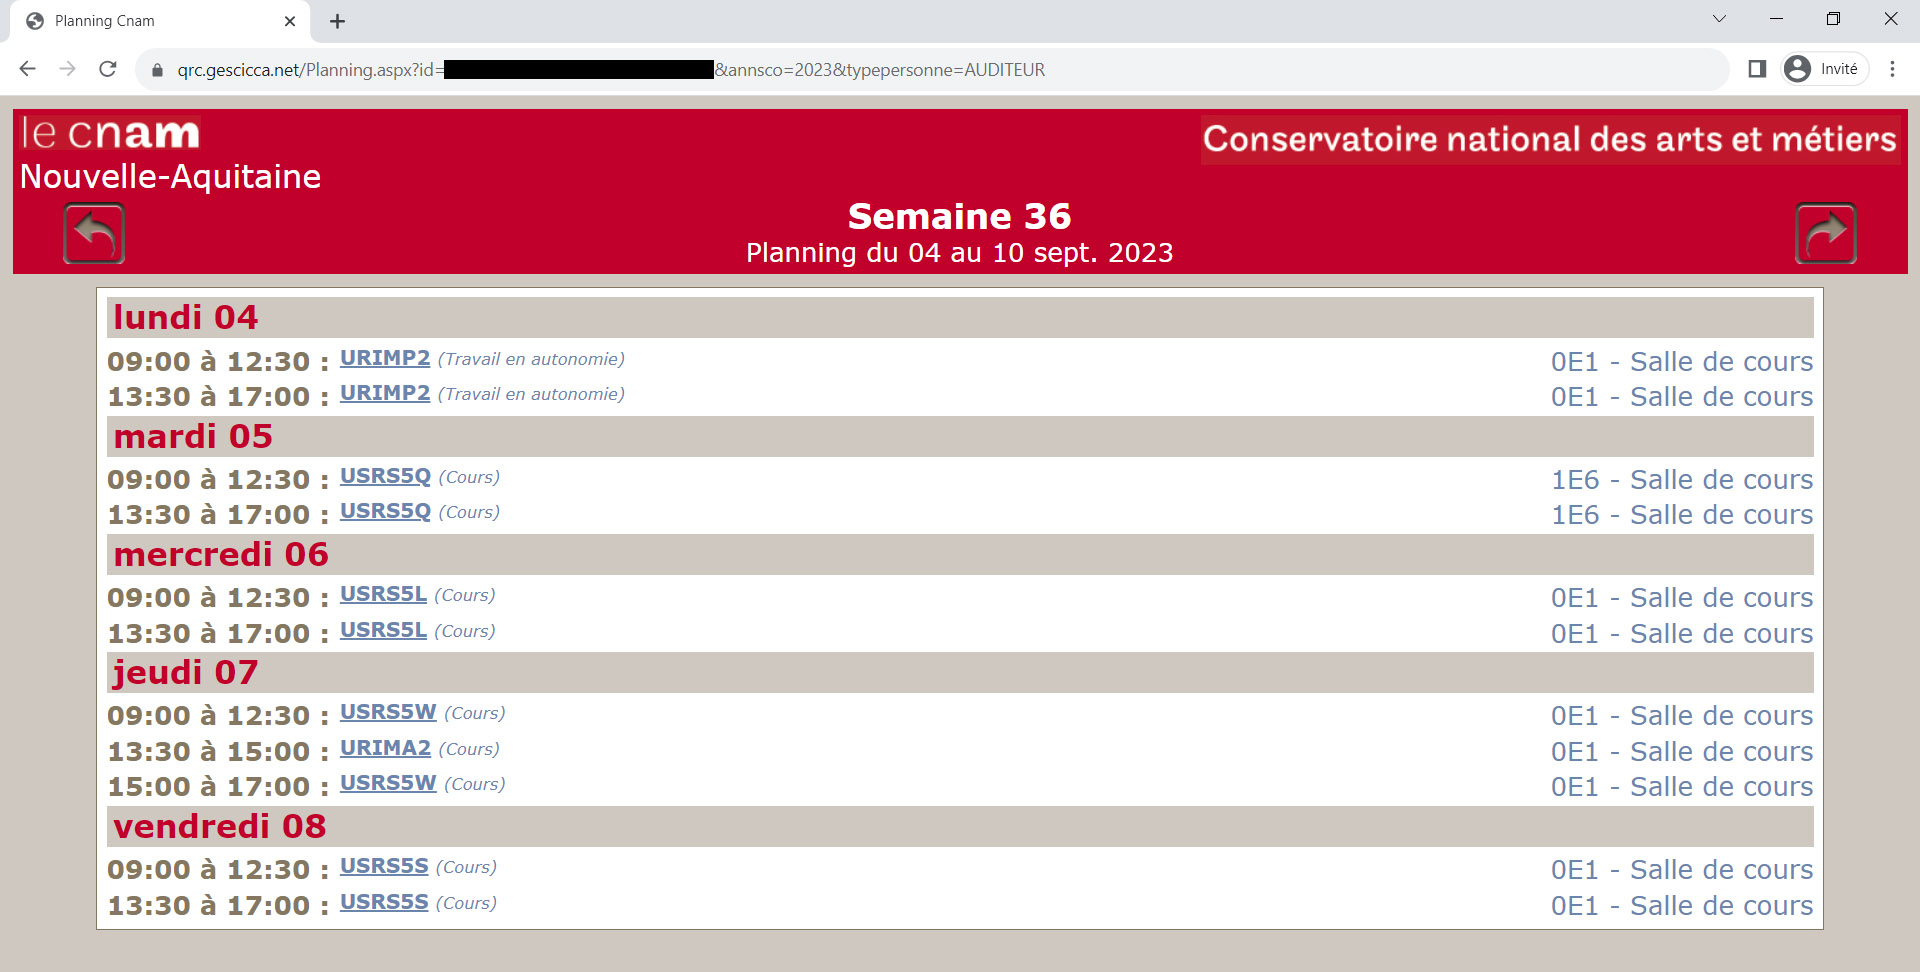 Planning Cnam
qrc.gescicca.net/Planning.aspx?id= &annsco=2023&typepersonne=AUDITEUR
Invité
le cnam
Conservatoire national des arts et métiers
Nouvelle-Aquitaine
Semaine 36
Planning du 04 au 10 sept. 2023
lundi 04
09:00 à 12:30 : URIMP2 (Travail en autonomie) 0E1 - Salle de cours
13:30 à 17:00 : URIMP2 (Travail en autonomie) 0E1 - Salle de cours
mardi 05
09:00 à 12:30 : USRS5Q (Cours) 1E6 - Salle de cours
13:30 à 17:00 : USRS5Q (Cours) 1E6 - Salle de cours
mercredi 06
09:00 à 12:30 : USRS5L (Cours) 0E1 - Salle de cours
13:30 à 17:00 : USRS5L (Cours) 0E1 - Salle de cours
jeudi 07
09:00 à 12:30 : USRS5W (Cours) 0E1 - Salle de cours
13:30 à 15:00 : URIMA2 (Cours) 0E1 - Salle de cours
15:00 à 17:00 : USRS5W (Cours) 0E1 - Salle de cours
vendredi 08
09:00 à 12:30 : USRS5S (Cours) 0E1 - Salle de cours
13:30 à 17:00 : USRS5S (Cours) 0E1 - Salle de cours